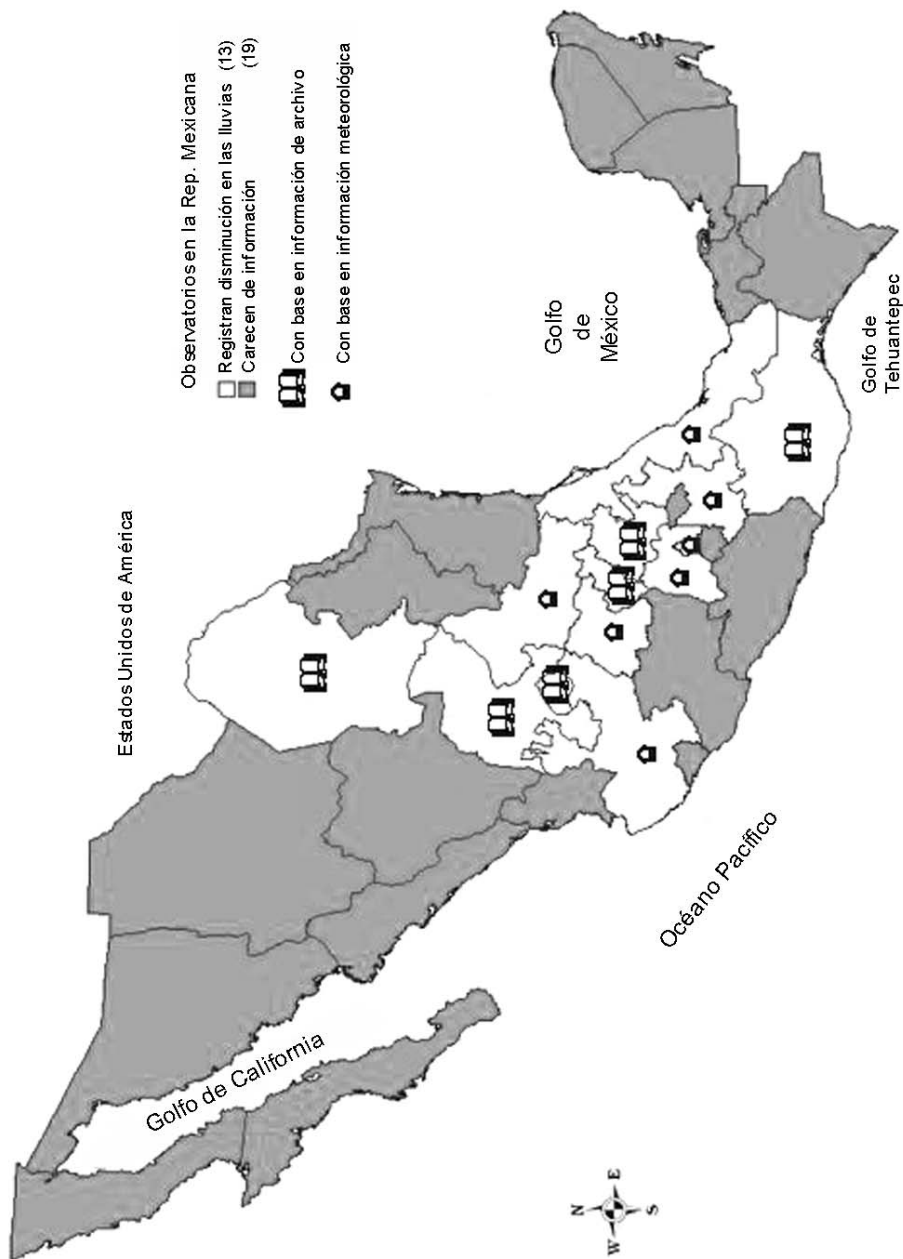 Observatorios en la Rep. Mexicana
Registran disminución en las lluvias (13)
Carecen de información (19)
Con base en información de archivo
Con base en información meteorológica
Estados Unidos de América
Golfo de California
Golfo
de
México
Océano Pacífico
Golfo de
Tehuantepec
N
W E
S